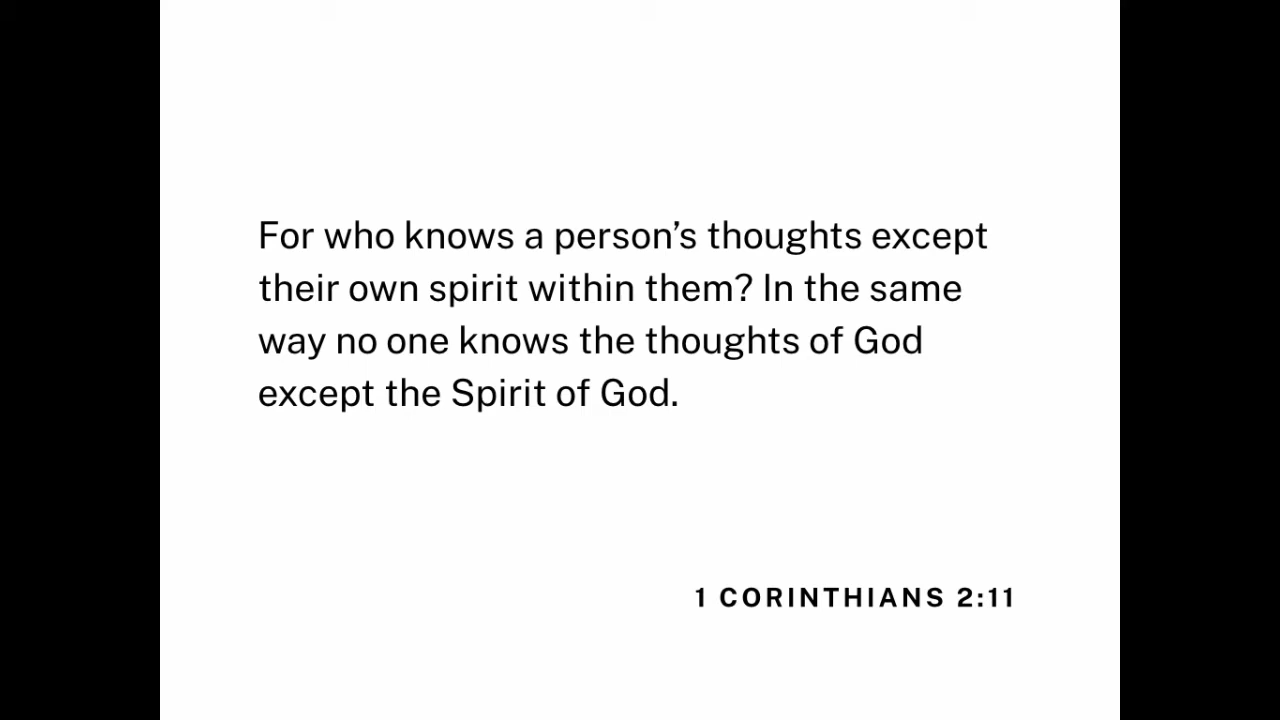 For who knows a person’s thoughts except
their own spirit within them? In the same
way no one knows the thoughts of God
except the Spirit of God.
1 CORINTHIANS 2:11